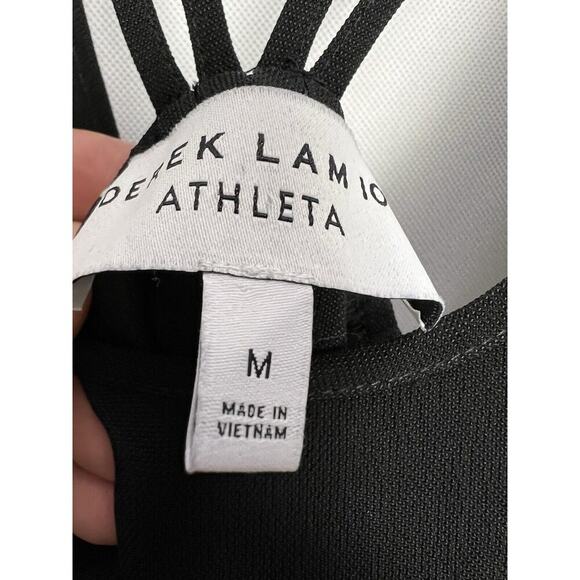 DEREK LAM 10
ATHLETA
M
MADE IN
VIETNAM